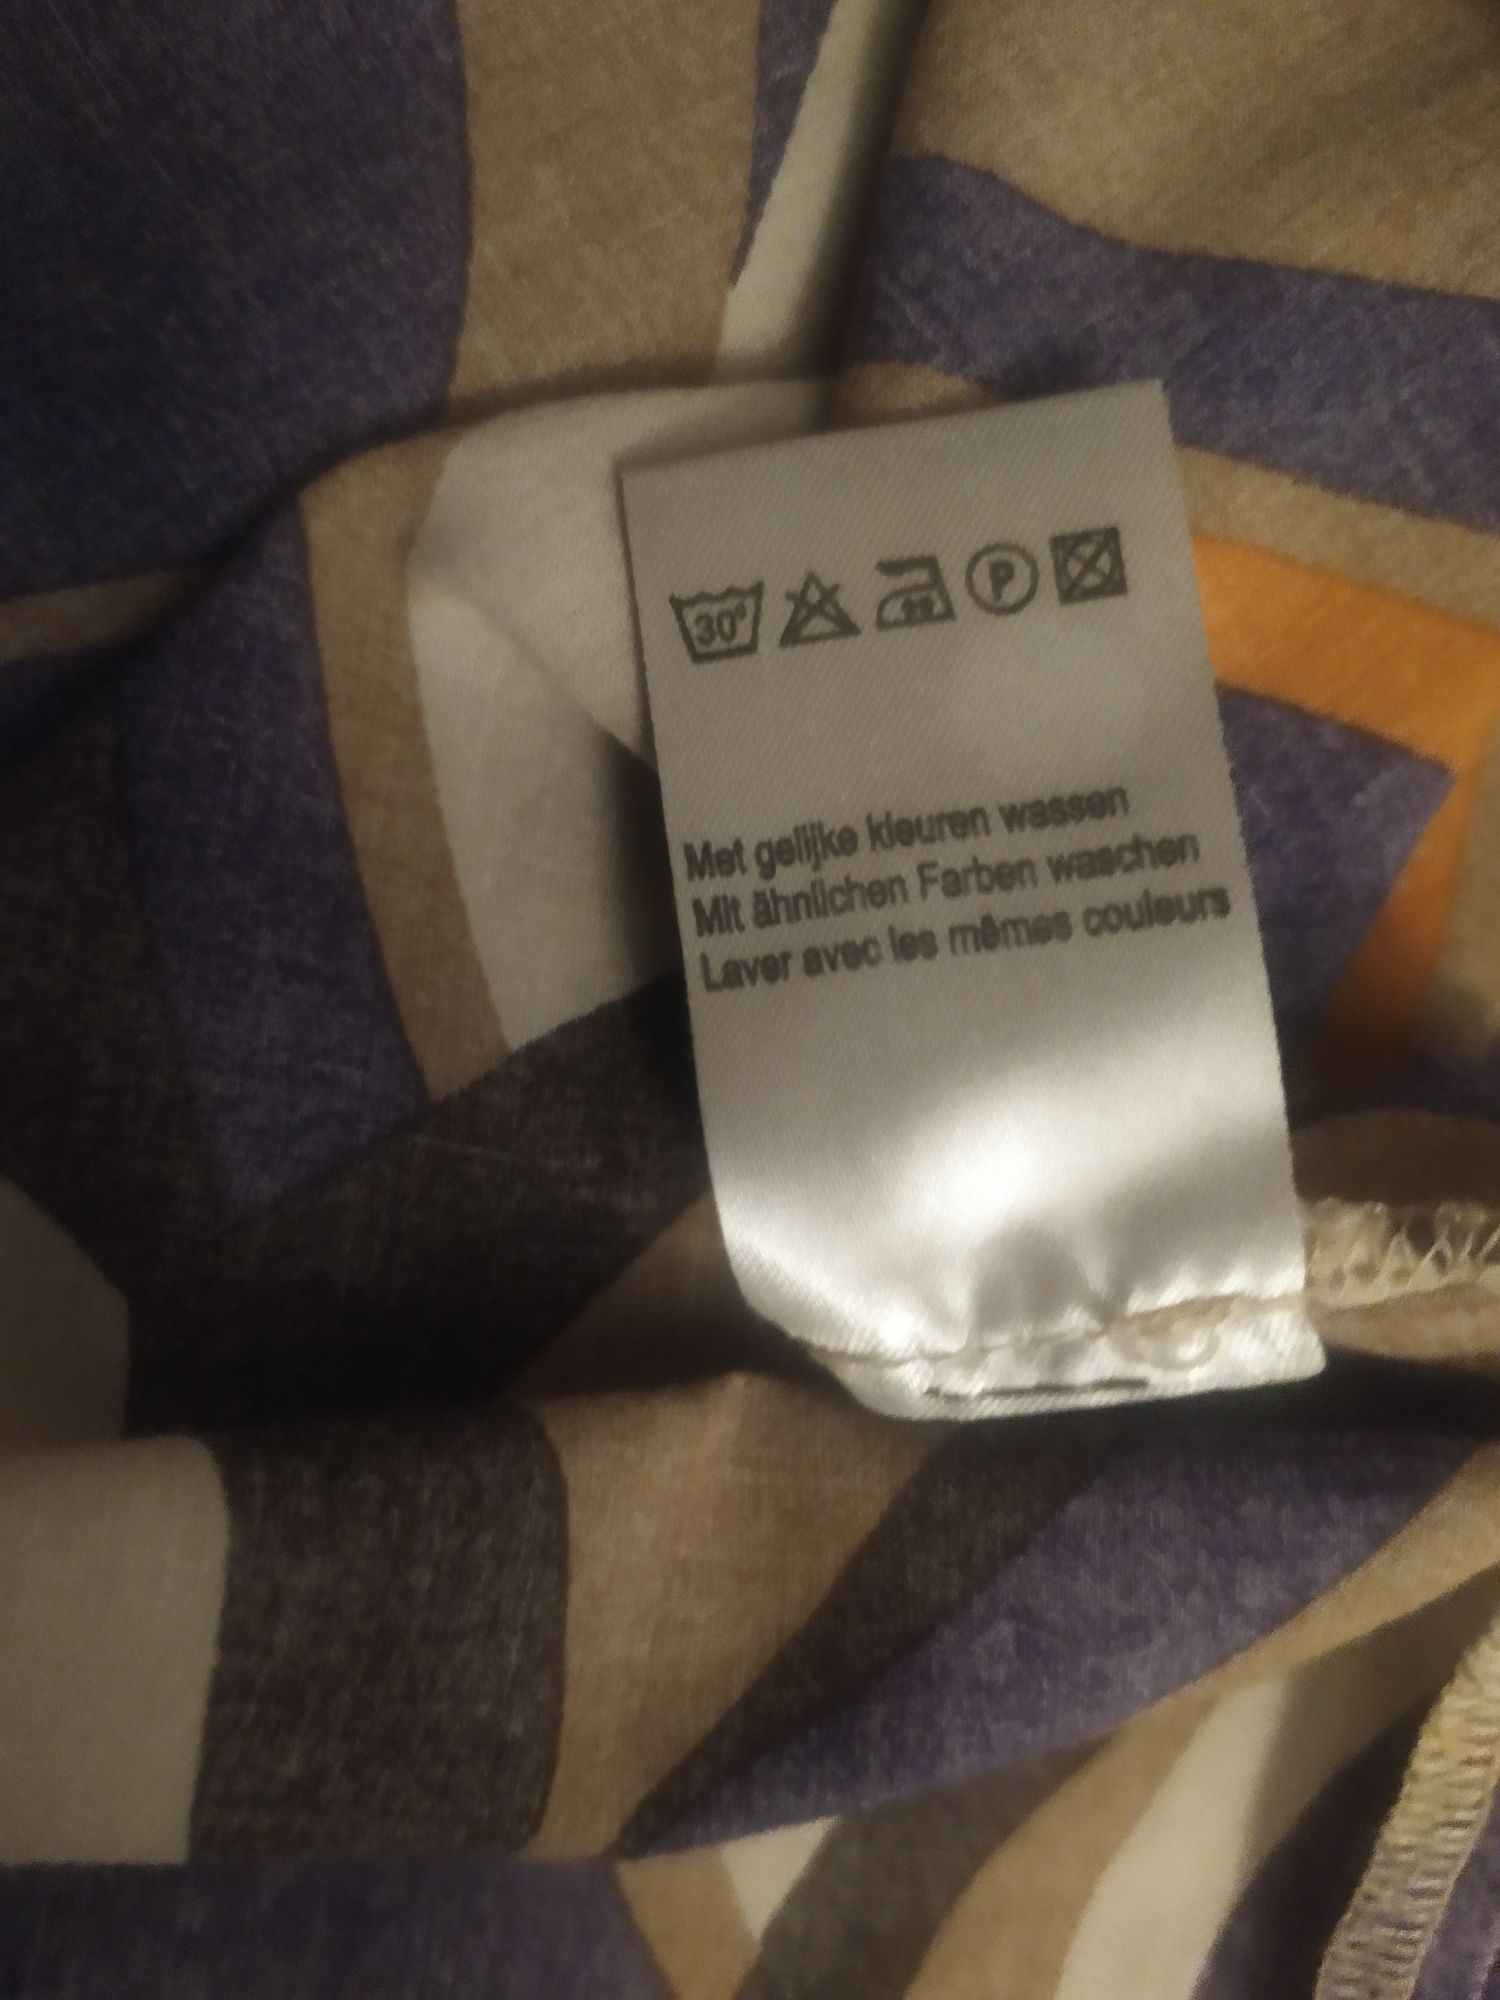 30°
P
Met gelijke kleuren wassen
Mit ähnlichen Farben waschen
Laver avec les mêmes couleurs